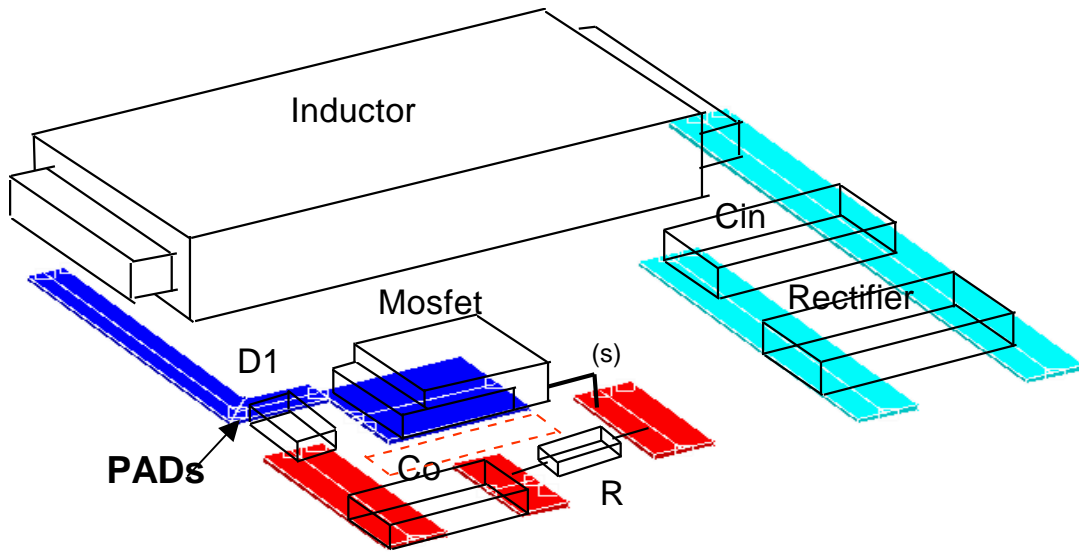 Inductor
Cin
Rectifier
Mosfet
(s)
D1
PADs
Co
R